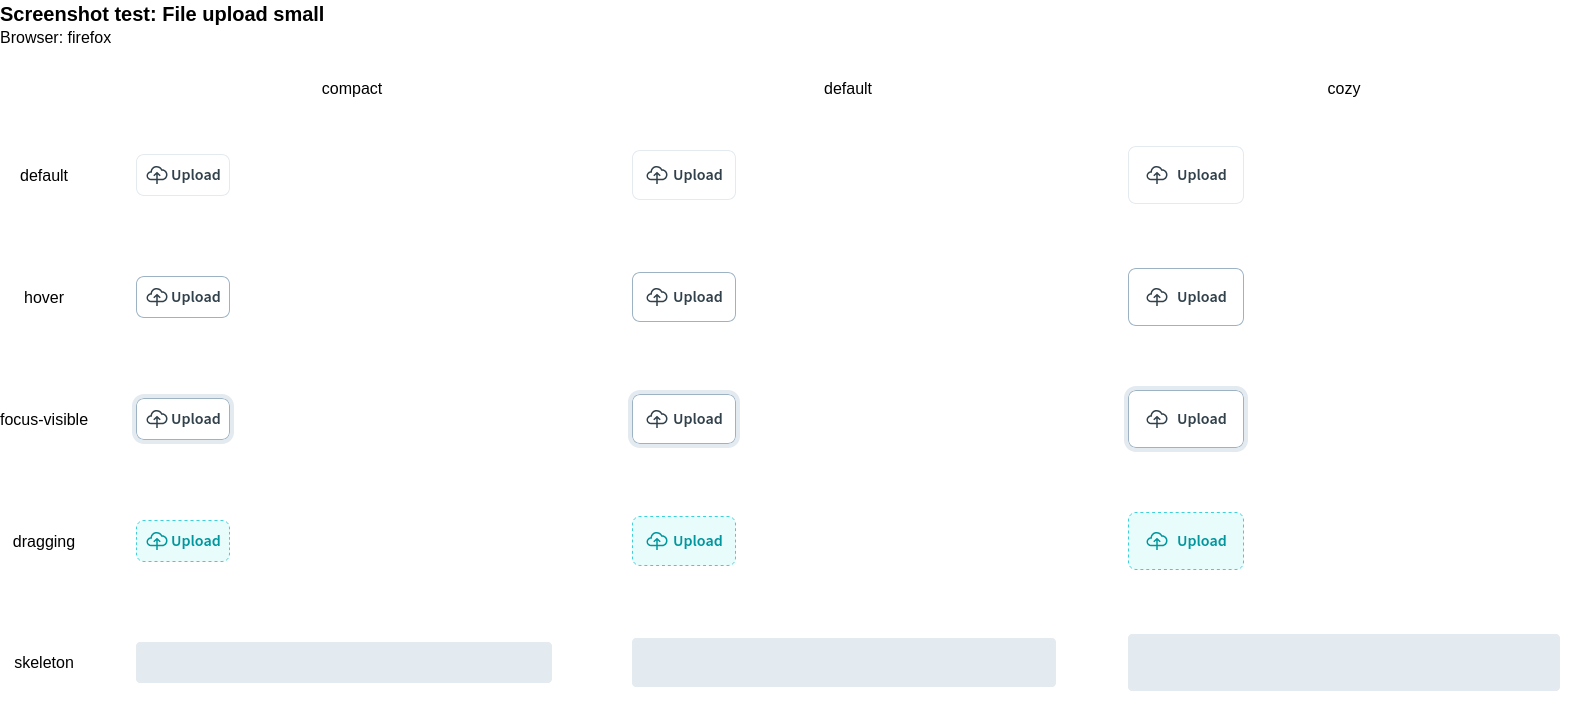 Screenshot test: File upload small
Browser: firefox
compact default cozy
default Upload Upload Upload
hover Upload Upload Upload
focus-visible Upload Upload Upload
dragging Upload Upload Upload
skeleton